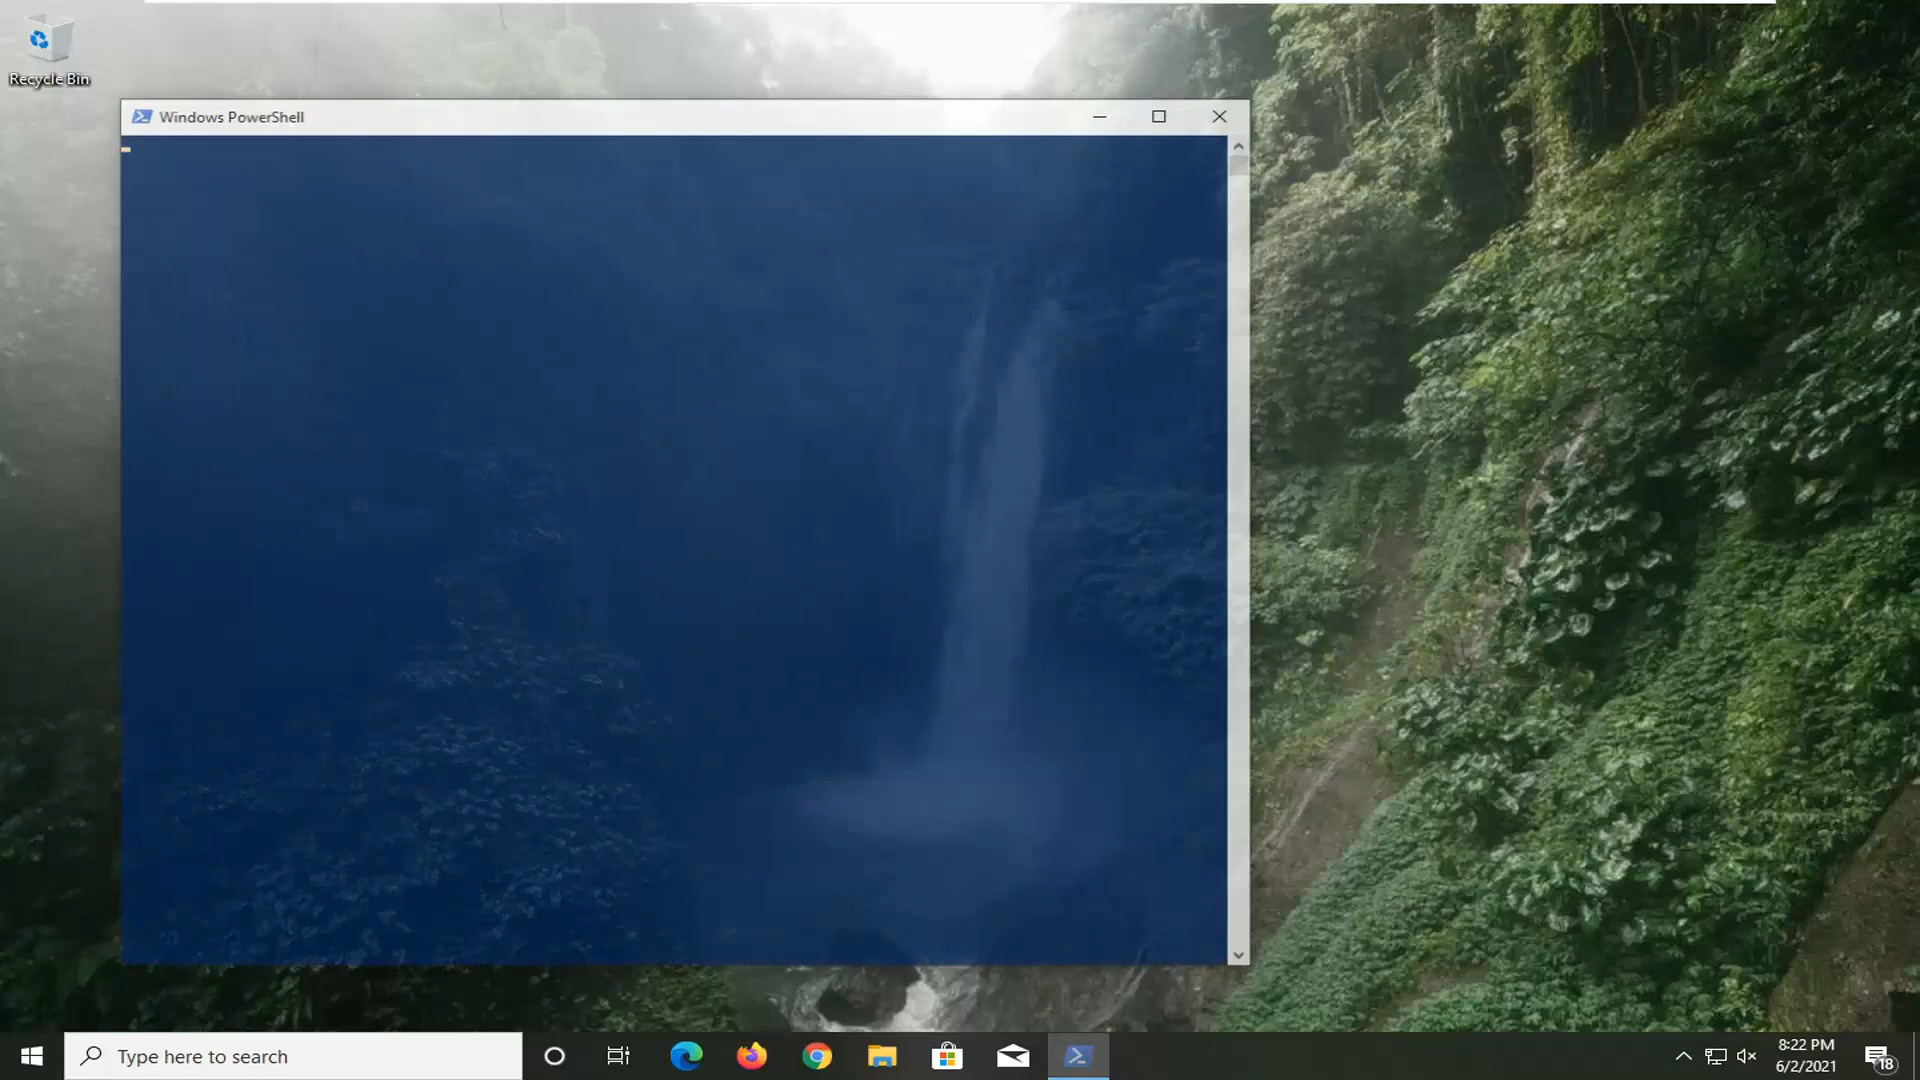 Recycle Bin
Windows PowerShell
Type here to search
8:22 PM
6/2/2021
18